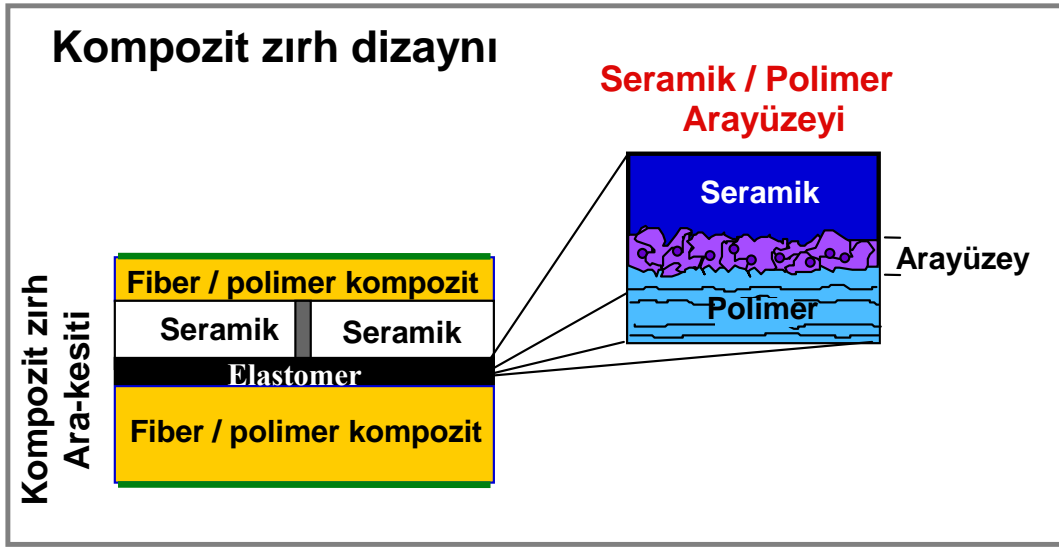 Kompozit zırh dizaynı
Seramik / Polimer
Arayüzeyi
Seramik
Arayüzey
Polimer
Kompozit zırh
Ara-kesiti
Fiber / polimer kompozit
Seramik Seramik
Elastomer
Fiber / polimer kompozit